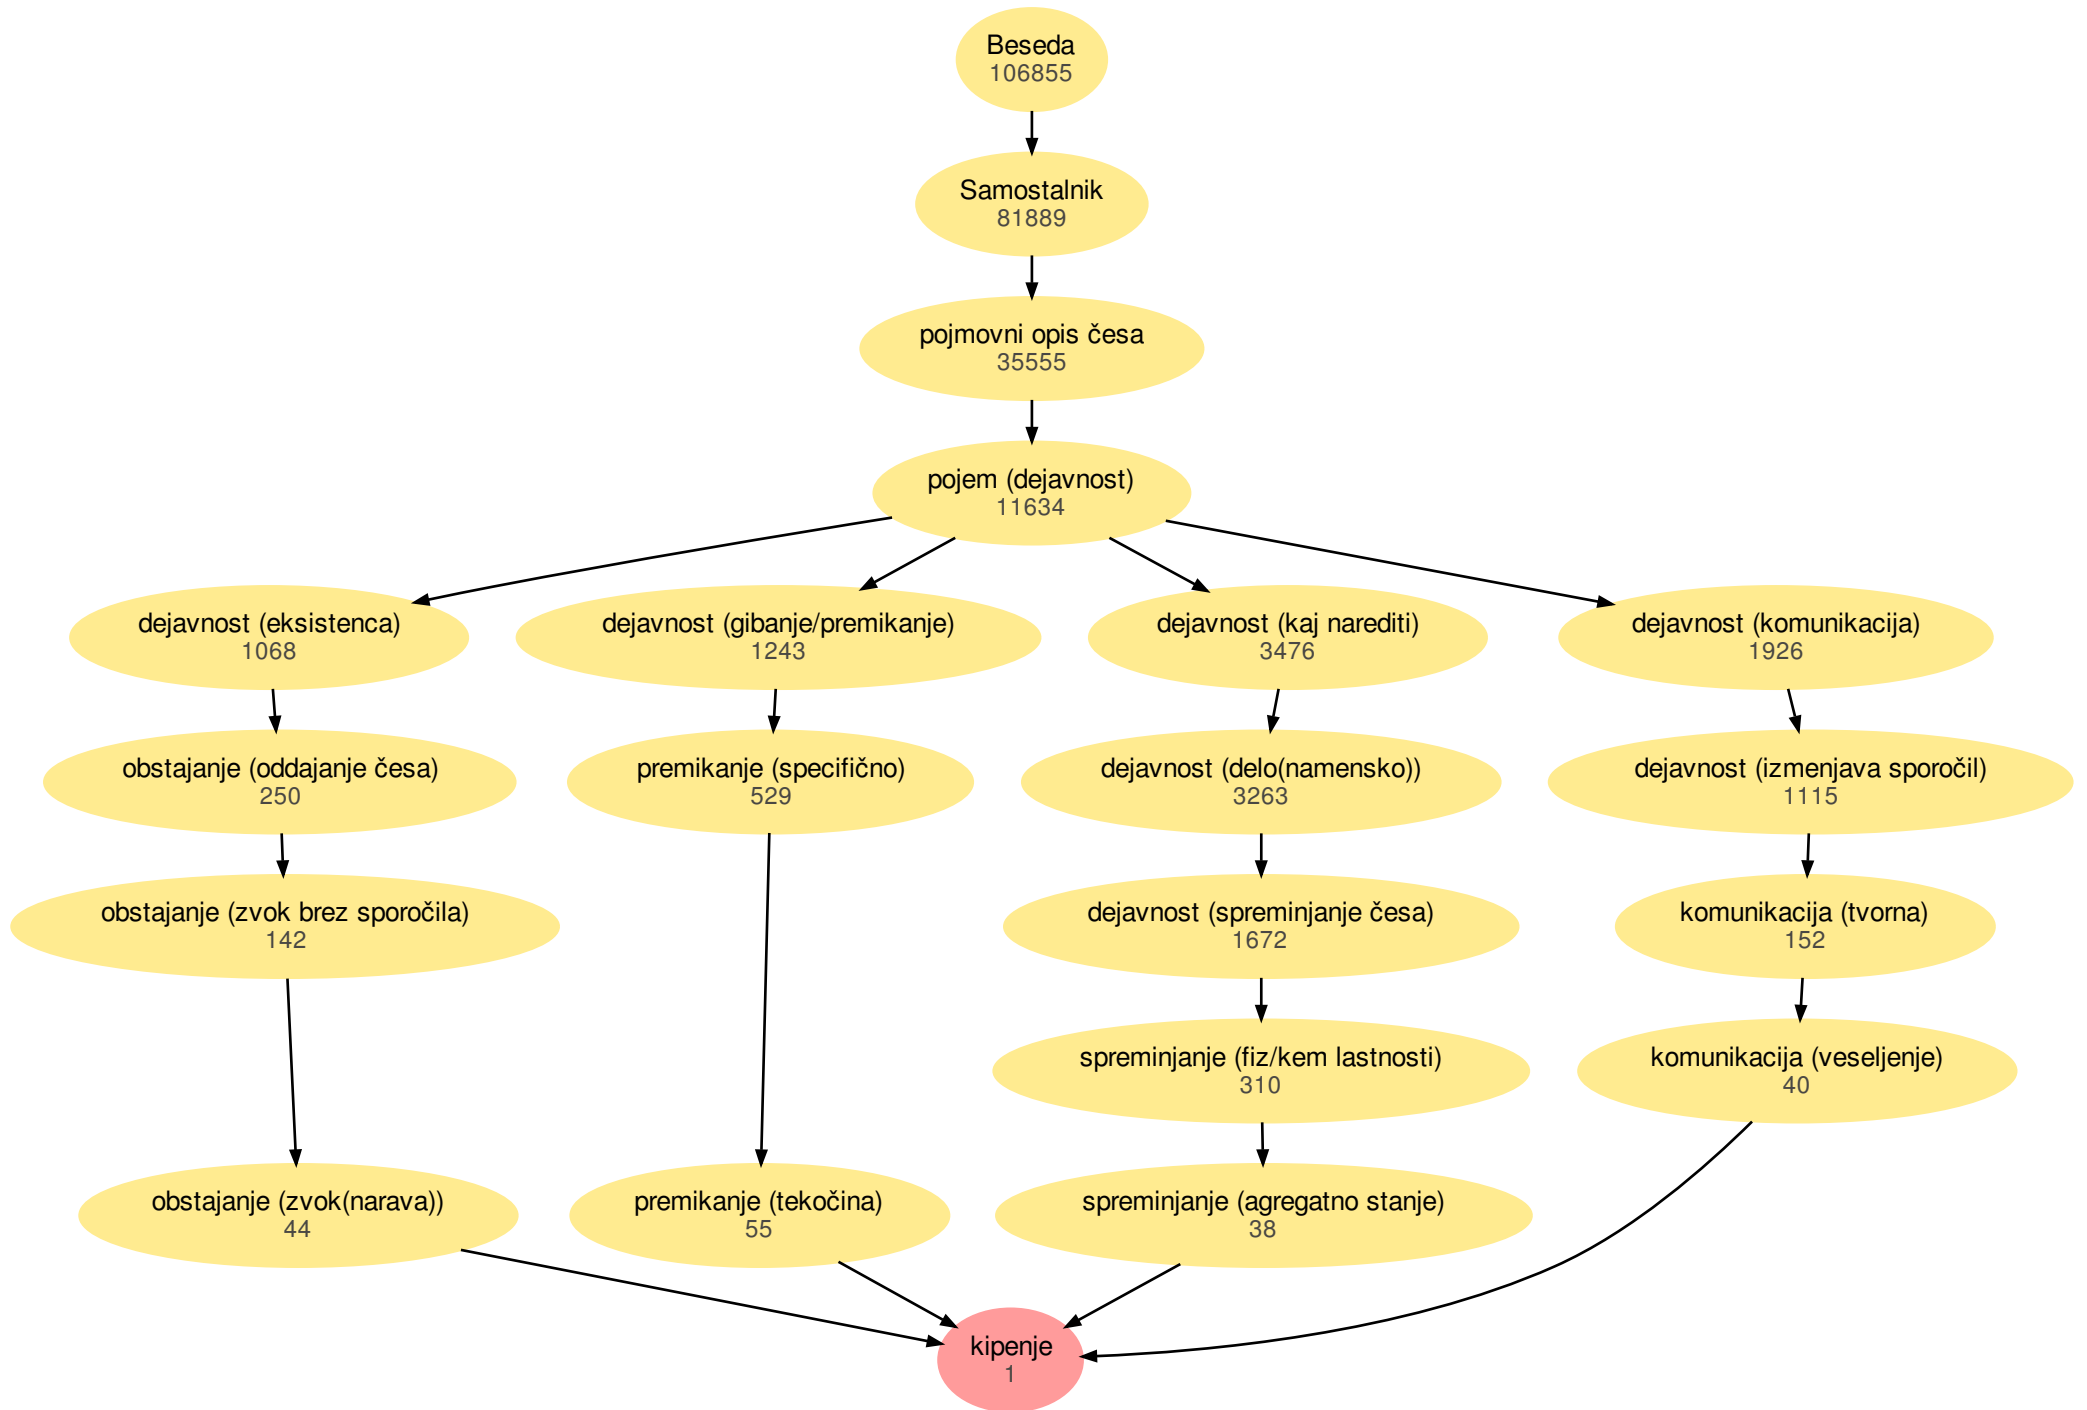 Beseda
106855
Samostalnik
81889
pojmovni opis česa
35555
pojem (dejavnost)
11634
dejavnost (eksistenca)
1068
dejavnost (gibanje/premikanje)
1243
dejavnost (kaj narediti)
3476
dejavnost (komunikacija)
1926
obstajanje (oddajanje česa)
250
premikanje (specifično)
529
dejavnost (delo(namensko))
3263
dejavnost (izmenjava sporočil)
1115
obstajanje (zvok brez sporočila)
142
dejavnost (spreminjanje česa)
1672
komunikacija (tvorna)
152
spreminjanje (fiz/kem lastnosti)
310
komunikacija (veseljenje)
40
obstajanje (zvok(narava))
44
premikanje (tekočina)
55
spreminjanje (agregatno stanje)
38
kipenje
1